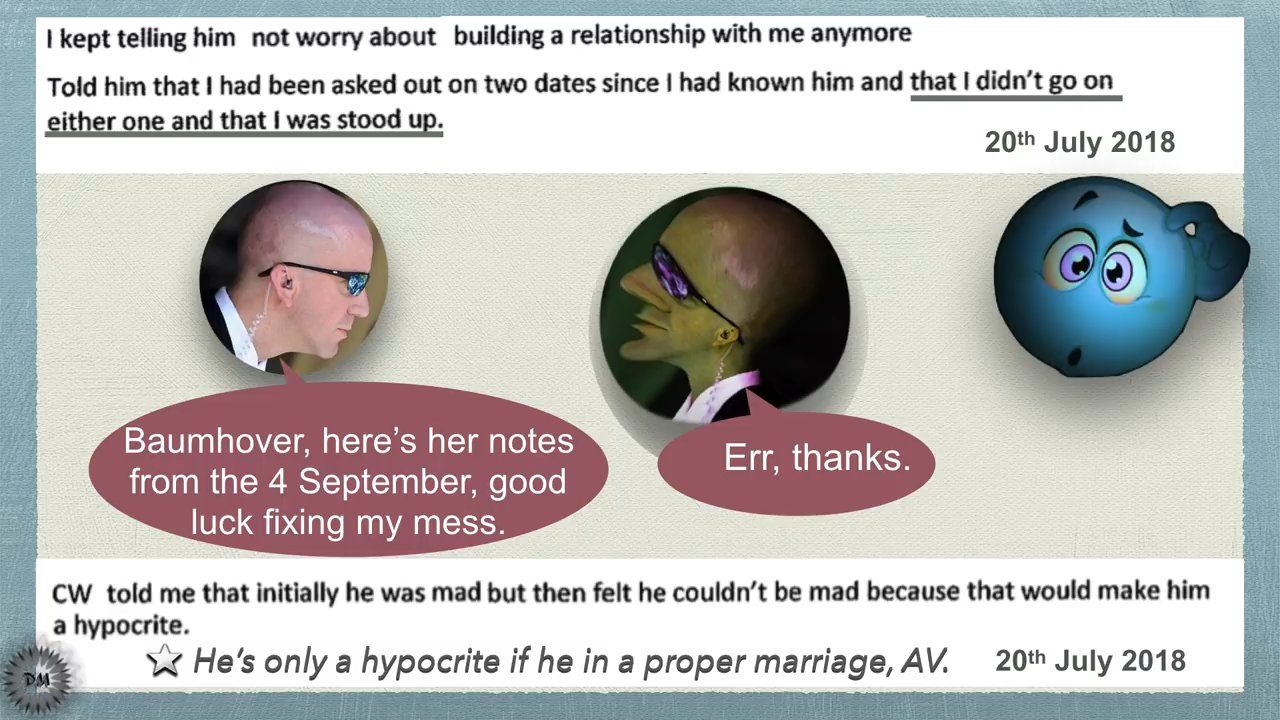 I kept telling him not worry about building a relationship with me anymore
Told him that I had been asked out on two dates since I had known him and that I didn't go on
either one and that I was stood up.
20th July 2018
Baumhover, here's her notes
from the 4 September, good
luck fixing my mess.
Err, thanks.
CW told me that initially he was mad but then felt he couldn't be mad because that would make him
a hypocrite.
He's only a hypocrite if he in a proper marriage, AV.
20th July 2018
DM